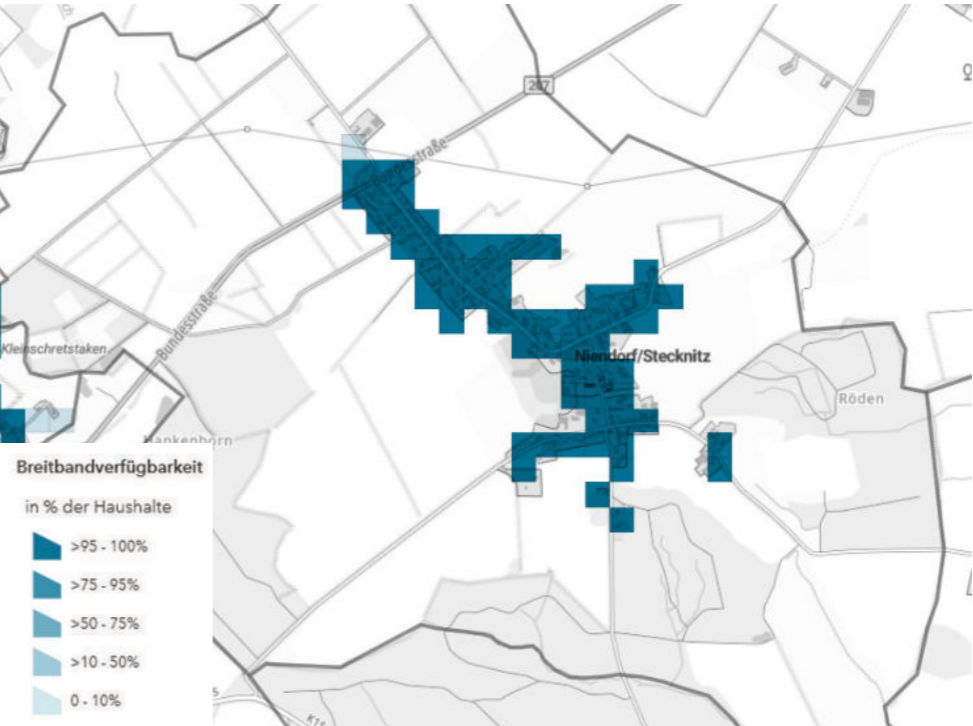 207
Bundesstraße
Bundesstraße
Kleinschretstaken
Niendorf/Stecknitz
Röden
Hankenhorn
Breitbandverfügbarkeit
in % der Haushalte
>95 - 100%
>75 - 95%
>50 - 75%
>10 - 50%
0 - 10%